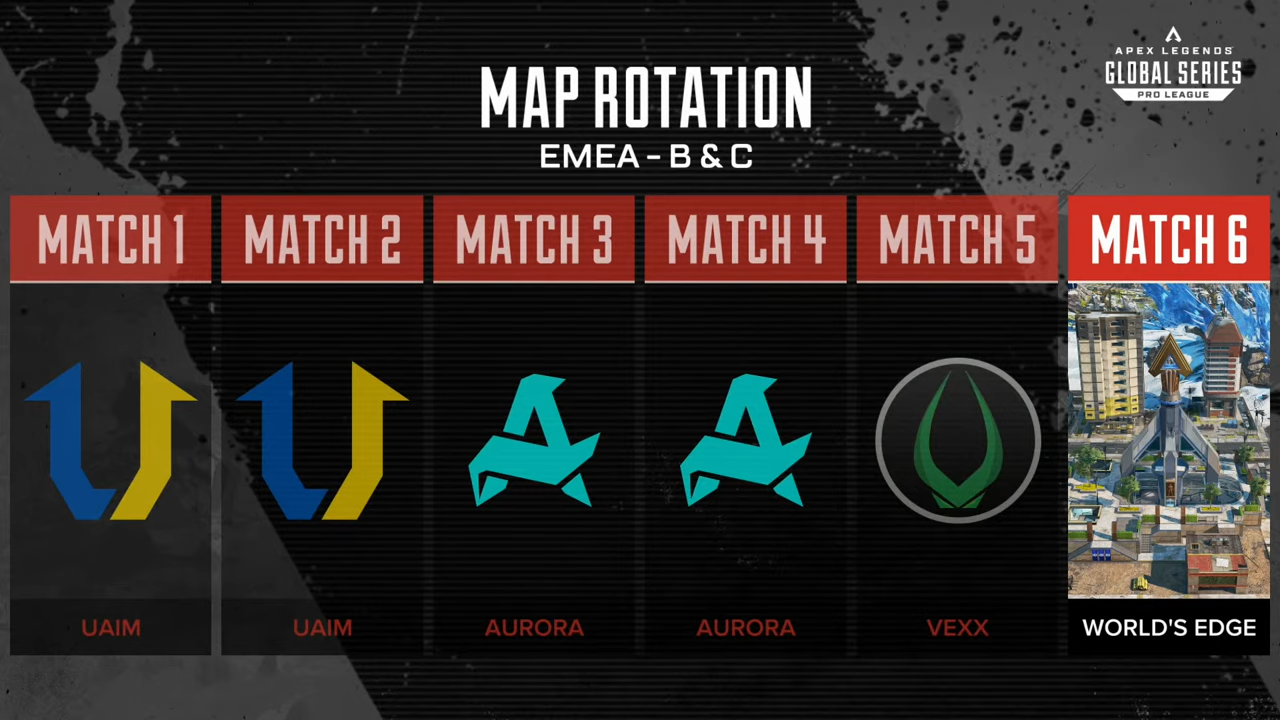 APEX LEGENDS
GLOBAL SERIES
PRO LEAGUE
MAP ROTATION
EMEA - B & C
MATCH 1
MATCH 2
MATCH 3
MATCH 4
MATCH 5
MATCH 6
UAIM
UAIM
AURORA
AURORA
VEXX
WORLD'S EDGE